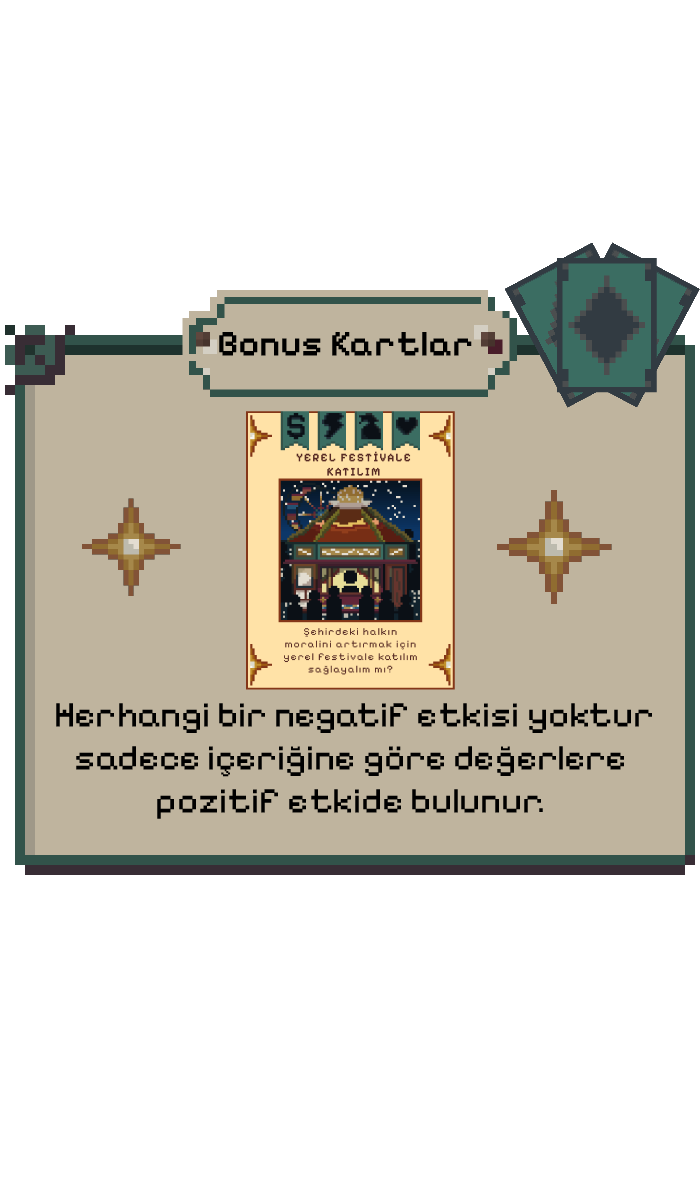 Bonus Kartlar
$
YEREL FESTİVALE
KATILIM
Şehirdeki halkın
moralini artırmak için
yerel festivale katılım
sağlayalım mı?
Herhangi bir negatif etkisi yoktur
sadece içeriğine göre değerlere
pozitif etkide bulunur.